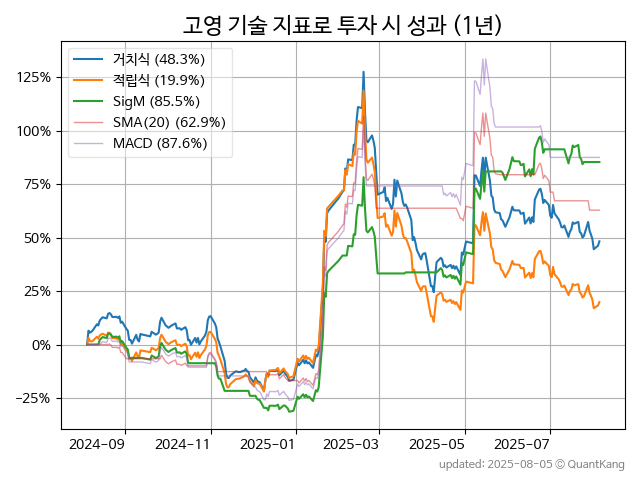 고영 기술 지표로 투자 시 성과 (1년)
거치식 (48.3%)
적립식 (19.9%)
SigM (85.5%)
SMA(20) (62.9%)
MACD (87.6%)
125%
100%
75%
50%
25%
0%
−25%
2024−09 2024−11 2025−01 2025−03 2025−05 2025−07
updated: 2025-08-05 © QuantKang